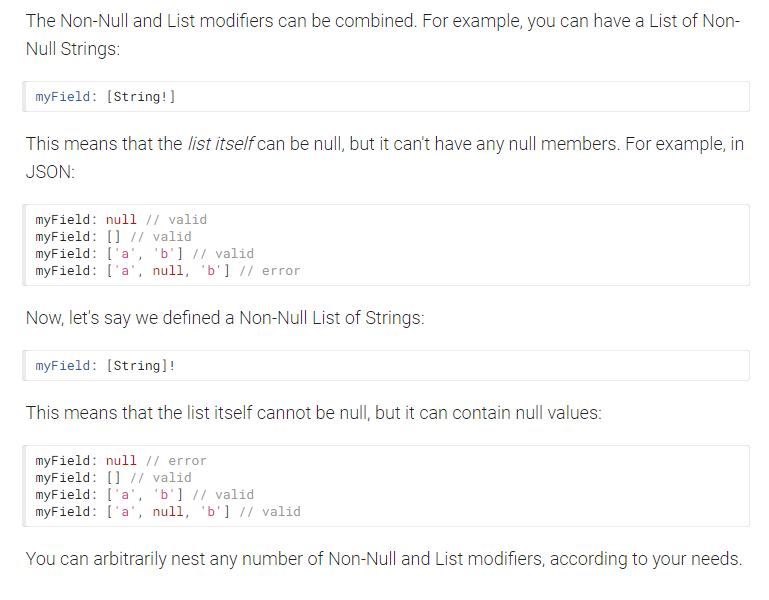 The Non-Null and List modifiers can be combined. For example, you can have a List of Non-
Null Strings:
myField: [String!]
This means that the list itself can be null, but it can't have any null members. For example, in
JSON:
myField: null // valid
myField: [] // valid
myField: ['a', 'b'] // valid
myField: ['a', null, 'b'] // error
Now, let's say we defined a Non-Null List of Strings:
myField: [String]!
This means that the list itself cannot be null, but it can contain null values:
myField: null // error
myField: [] // valid
myField: ['a', 'b'] // valid
myField: ['a', null, 'b'] // valid
You can arbitrarily nest any number of Non-Null and List modifiers, according to your needs.